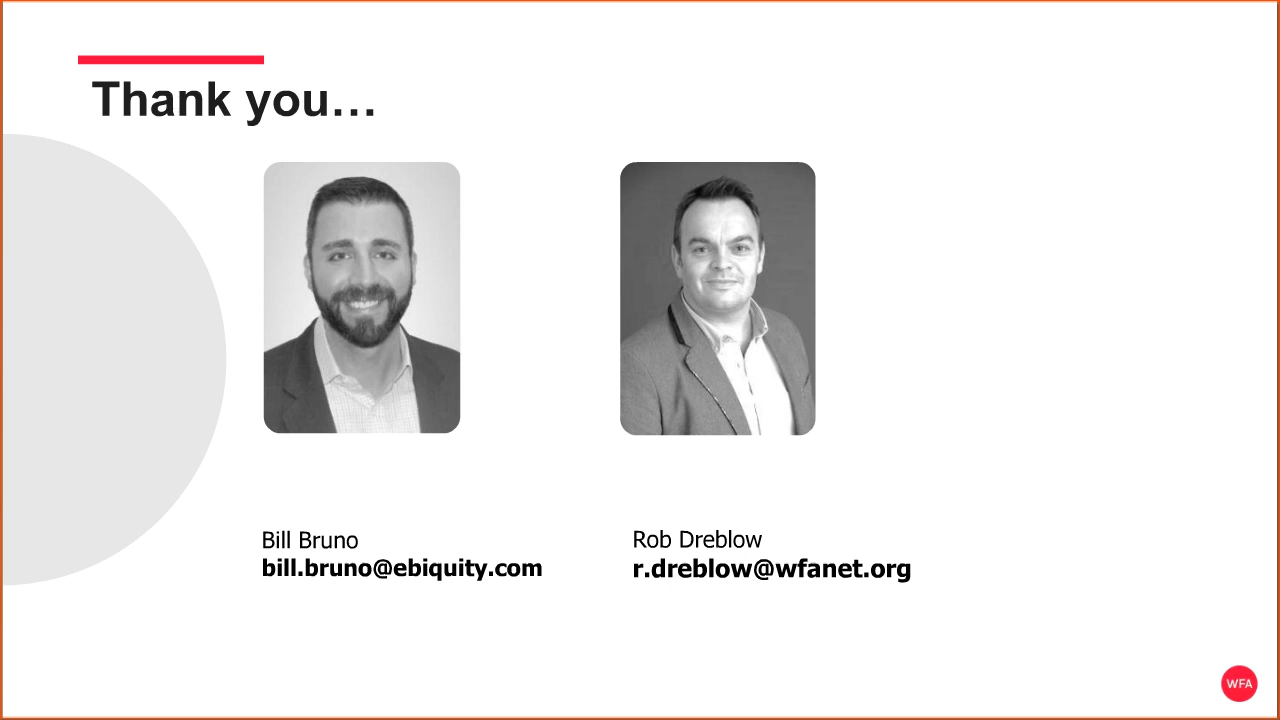 Thank you…
Bill Bruno
bill.bruno@ebiquity.com
Rob Dreblow
r.dreblow@wfanet.org
WFA